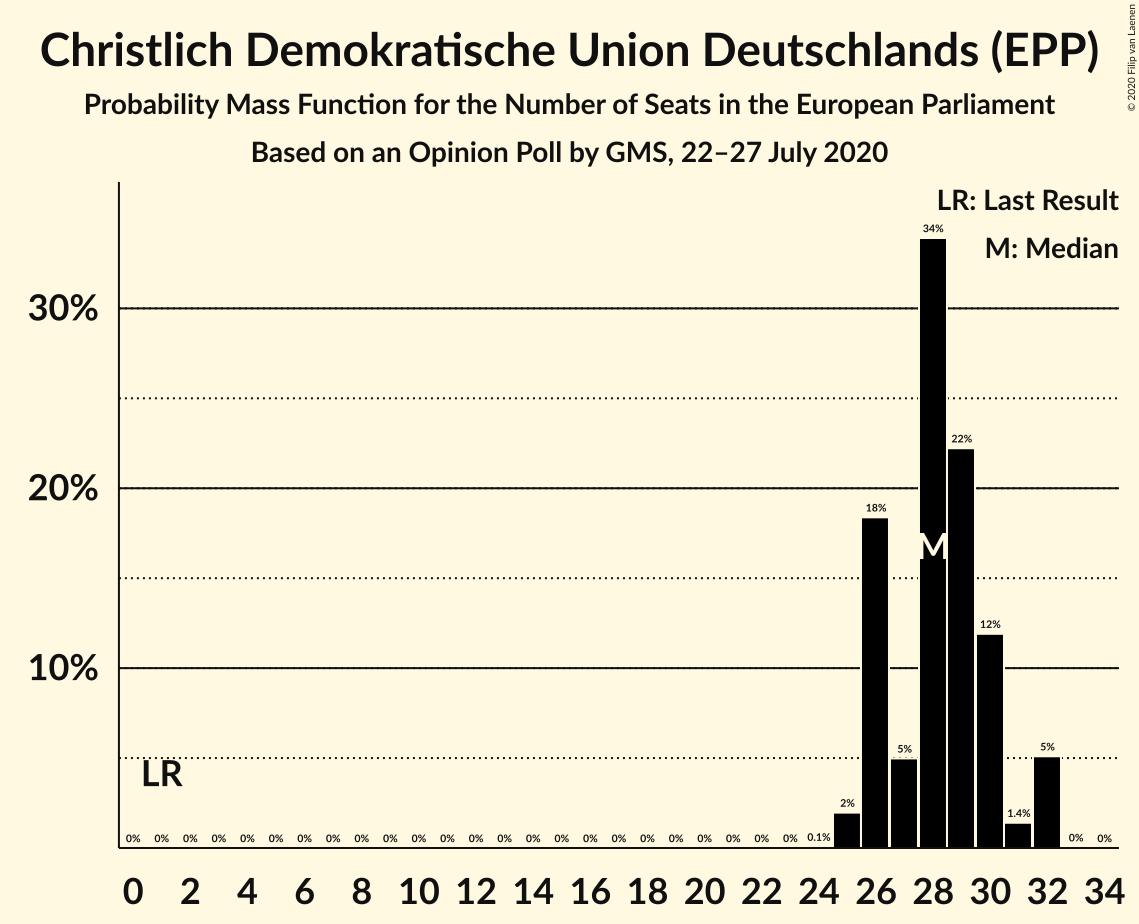 Christlich Demokratische Union Deutschlands (EPP)
Probability Mass Function for the Number of Seats in the European Parliament
Based on an Opinion Poll by GMS, 22–27 July 2020
© 2020 Filip van Laenen
LR: Last Result
M: Median
34%
30%
22%
20%
18%
M
12%
10%
5%
5%
LR
2%
1.4%
0% 0% 0% 0% 0% 0% 0% 0% 0% 0% 0% 0% 0% 0% 0% 0% 0% 0% 0% 0% 0% 0% 0% 0% 0.1% 0% 0%
0 2 4 6 8 10 12 14 16 18 20 22 24 26 28 30 32 34